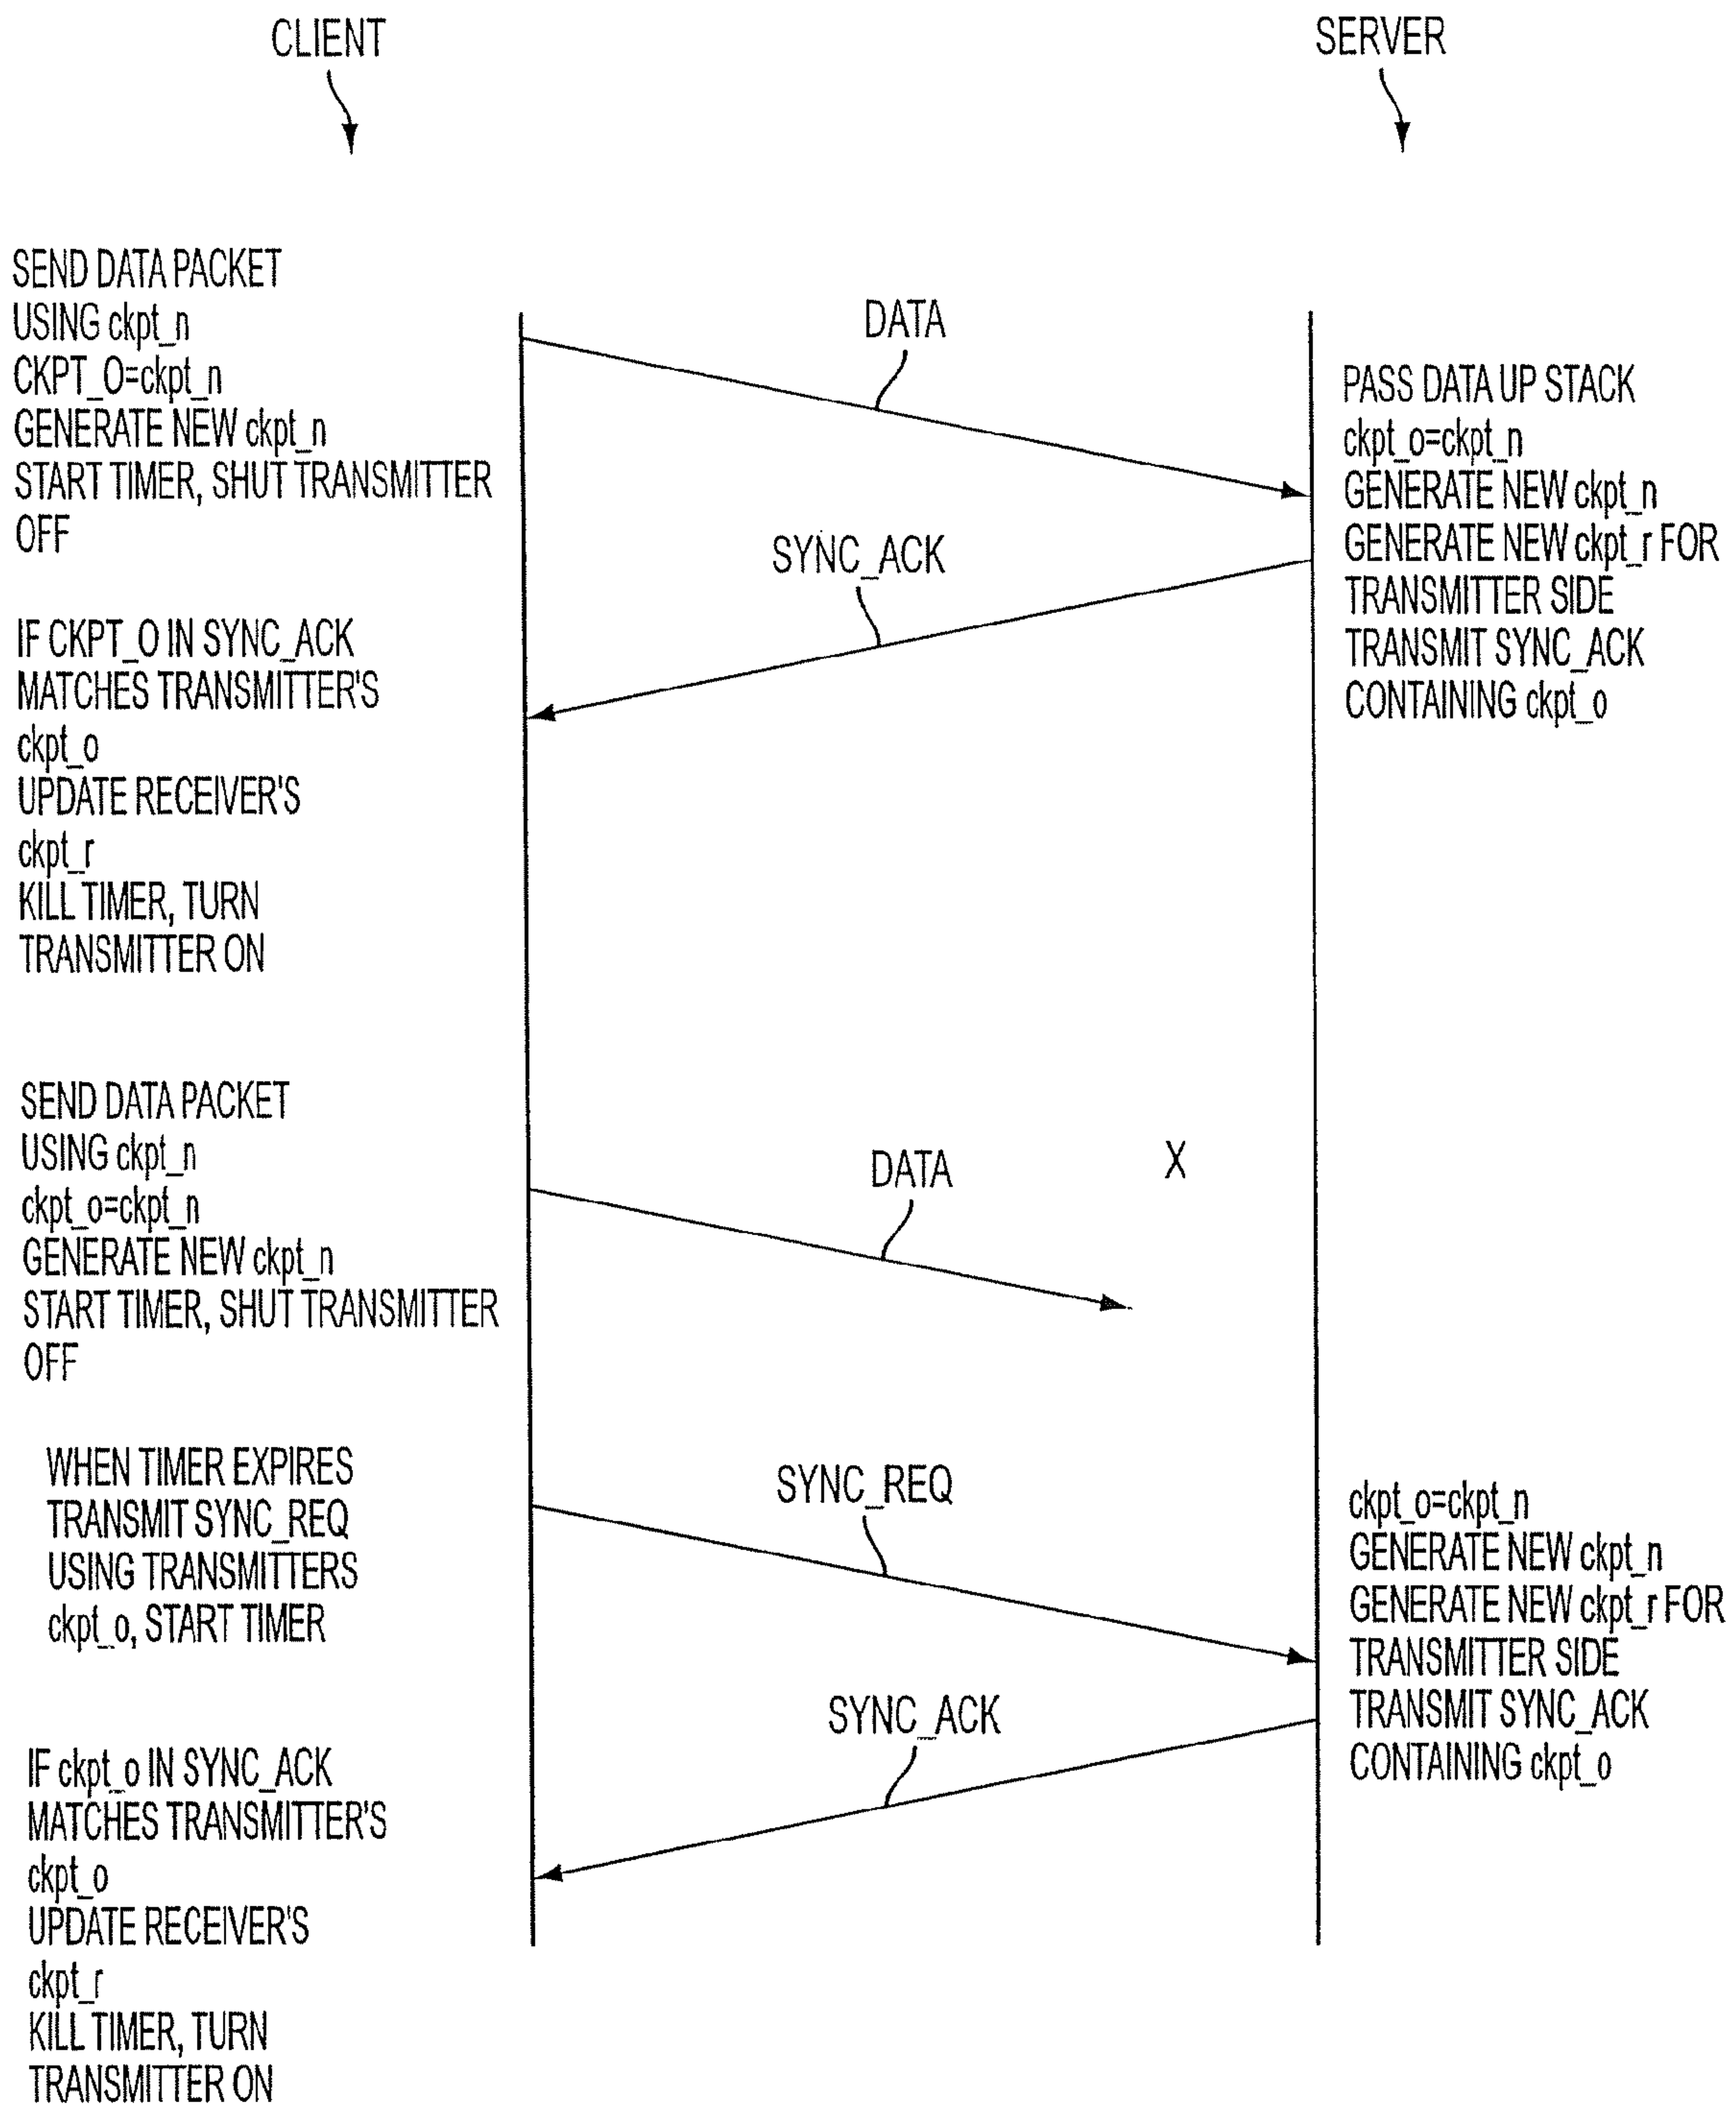 CLIENT
SERVER
SEND DATA PACKET
USING ckpt_n
CKPT_O=ckpt_n
GENERATE NEW ckpt_n
START TIMER, SHUT TRANSMITTER
OFF
DATA
PASS DATA UP STACK
ckpt_o=ckpt_n
GENERATE NEW ckpt_n
GENERATE NEW ckpt_r FOR
TRANSMITTER SIDE
TRANSMIT SYNC_ACK
CONTAINING ckpt_o
SYNC_ACK
IF CKPT_O IN SYNC_ACK
MATCHES TRANSMITTER'S
ckpt_o
UPDATE RECEIVER'S
ckpt_r
KILL TIMER, TURN
TRANSMITTER ON
SEND DATA PACKET
USING ckpt_n
ckpt_o=ckpt_n
GENERATE NEW ckpt_n
START TIMER, SHUT TRANSMITTER
OFF
DATA
X
WHEN TIMER EXPIRES
TRANSMIT SYNC_REQ
USING TRANSMITTERS
ckpt_o, START TIMER
SYNC_REQ
ckpt_o=ckpt_n
GENERATE NEW ckpt_n
GENERATE NEW ckpt_r FOR
TRANSMITTER SIDE
TRANSMIT SYNC_ACK
CONTAINING ckpt_o
SYNC_ACK
IF ckpt_o IN SYNC_ACK
MATCHES TRANSMITTER'S
ckpt_o
UPDATE RECEIVER'S
ckpt_r
KILL TIMER, TURN
TRANSMITTER ON